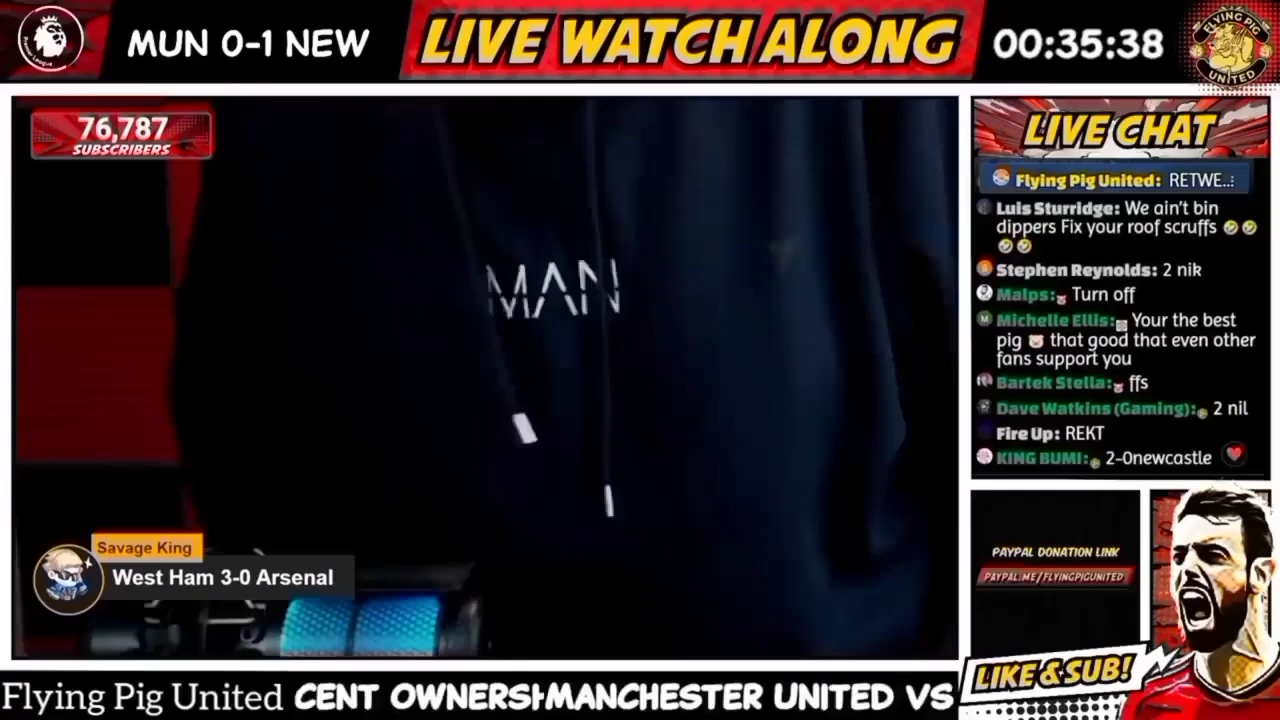 Premier League
MUN 0-1 NEW
LIVE WATCH ALONG
00:35:38
FLYING PIG
UNITED
76,787
SUBSCRIBERS
MAN
Savage King
West Ham 3-0 Arsenal
LIVE CHAT
Flying Pig United: RETWE..:
Luis Sturridge: We ain't bin
dippers Fix your roof scruffs 🤣 🤣
🤣 🤣
Stephen Reynolds: 2 nik
Malps: Turn off
Michelle Ellis: Your the best
pig 🐷 that good that even other
fans support you
Bartek Stella: ffs
Dave Watkins (Gaming): 2 nil
Fire Up: REKT
KING BUMI: 2-0newcastle
PAYPAL DONATION LINK
PAYPAL.ME/FLYINGPIGUNITED
LIKE & SUB!
Flying Pig United CENT OWNERSH MANCHESTER UNITED VS